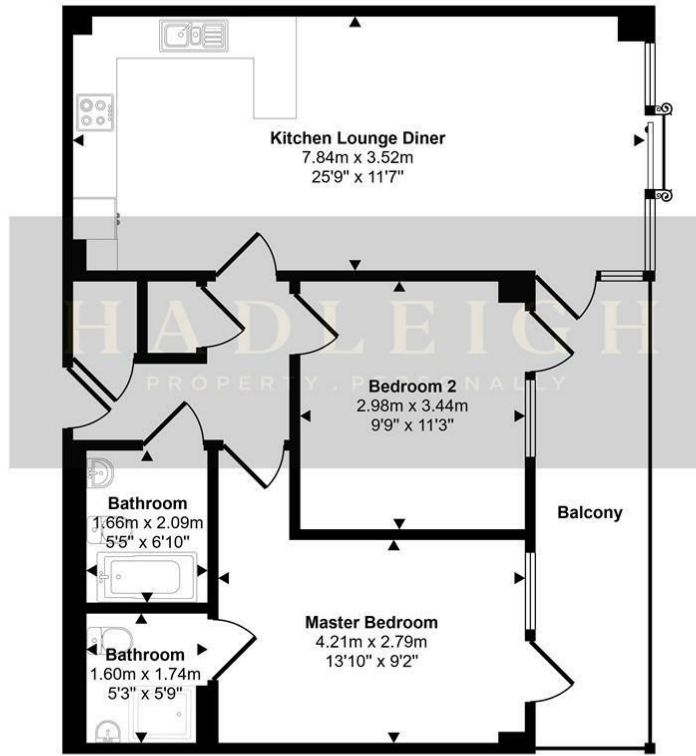 Kitchen Lounge Diner
7.84m x 3.52m
25'9" x 11'7"
HADLEIGH
PROPERTY. PERSONALLY
Bedroom 2
2.98m x 3.44m
9'9" x 11'3"
Balcony
Bathroom
1.66m x 2.09m
5'5" x 6'10"
Master Bedroom
4.21m x 2.79m
13'10" x 9'2"
Bathroom
1.60m x 1.74m
5'3" x 5'9"